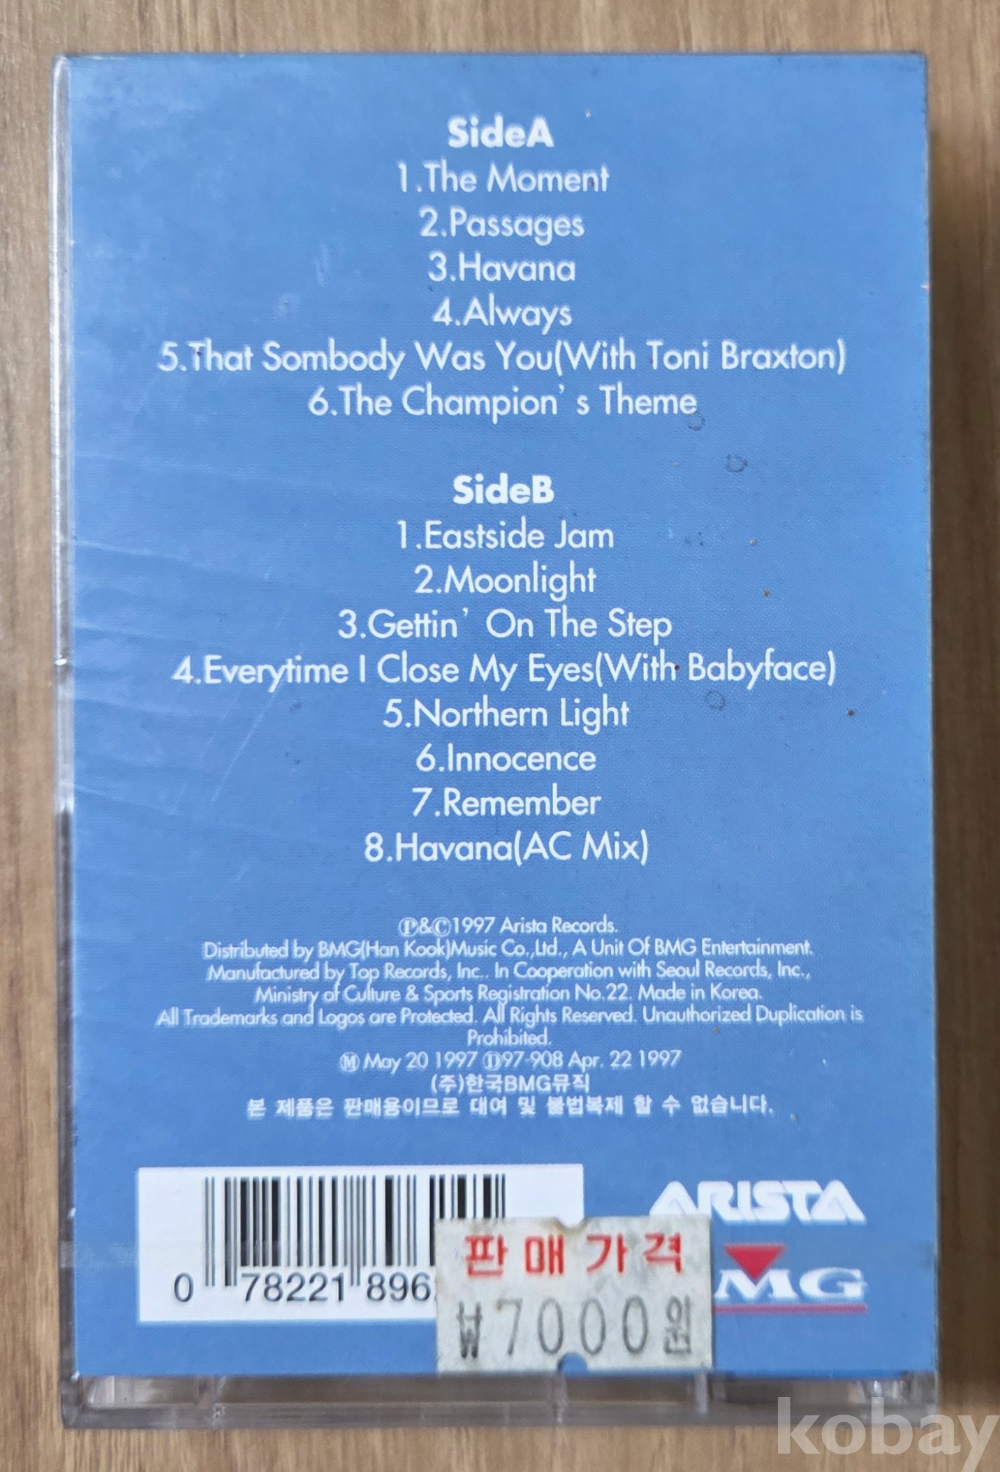 SideA
1.The Moment
2.Passages
3.Havana
4.Always
5.That Sombody Was You(With Toni Braxton)
6.The Champion's Theme
SideB
1.Eastside Jam
2.Moonlight
3.Gettin' On The Step
4.Everytime I Close My Eyes(With Babyface)
5.Northern Light
6.Innocence
7.Remember
8.Havana(AC Mix)
Ⓟ&Ⓒ1997 Arista Records.
Distributed by BMG(Han Kook)Music Co.,Ltd., A Unit Of BMG Entertainment.
Manufactured by Top Records, Inc.. In Cooperation with Seoul Records, Inc.,
Ministry of Culture & Sports Registration No.22. Made in Korea.
All Trademarks and Logos are Protected. All Rights Reserved. Unauthorized Duplication is
Prohibited.
Ⓜ May 20 1997 Ⓓ97-908 Apr. 22 1997
(주)한국BMG뮤직
본 제품은 판매용이므로 대여 및 불법복제 할 수 없습니다.
ARISTA
0 78221 896
판매가격
₩7000원
MG
kobay